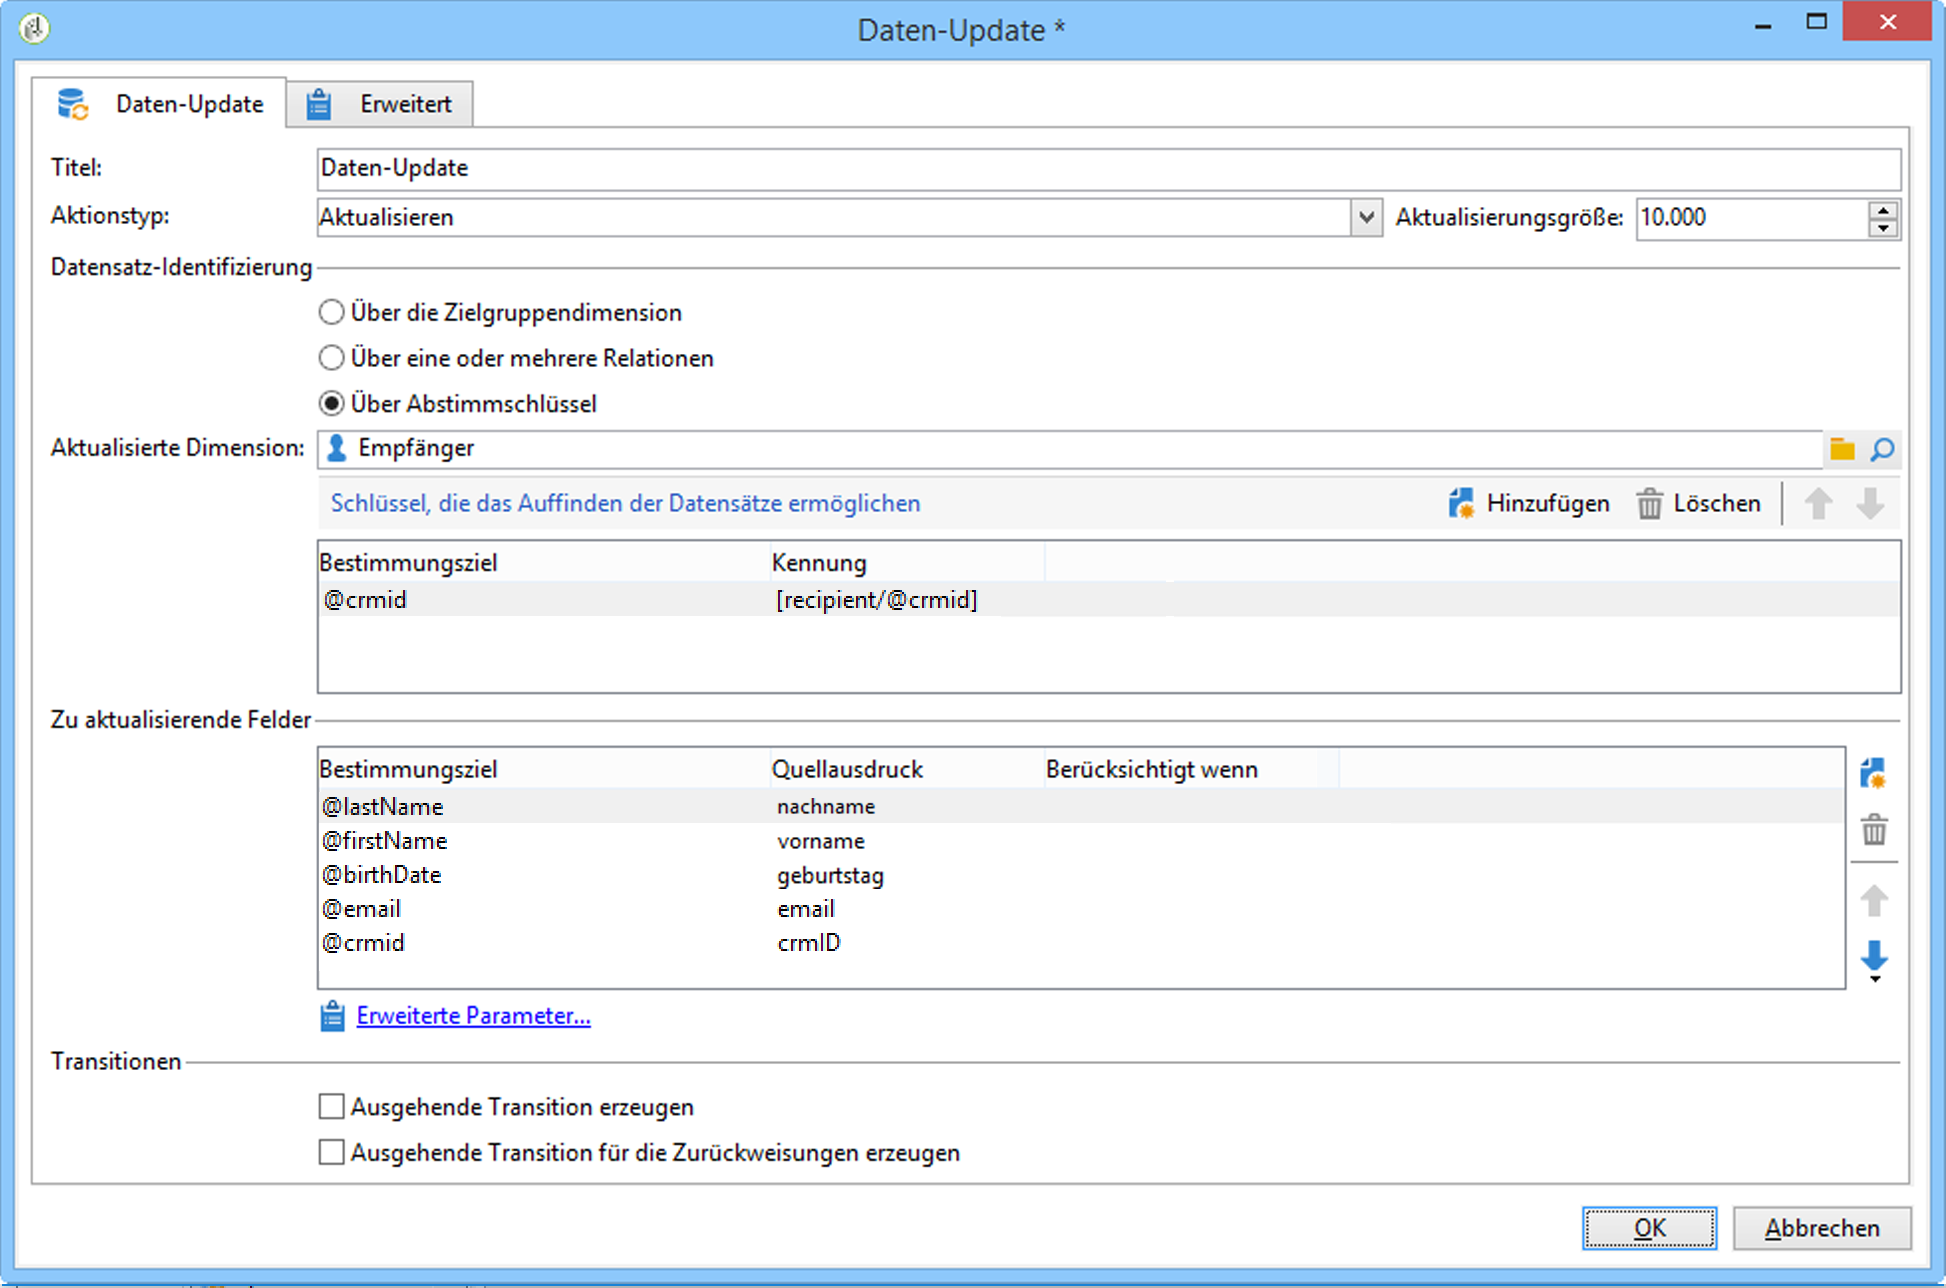 Daten-Update *
Daten-Update Erweitert
Titel: Daten-Update
Aktionstyp: Aktualisieren Aktualisierungsgröße: 10.000
Datensatz-Identifizierung
Über die Zielgruppendimension
Über eine oder mehrere Relationen
Über Abstimmschlüssel
Aktualisierte Dimension: Empfänger
Schlüssel, die das Auffinden der Datensätze ermöglichen Hinzufügen Löschen
Bestimmungsziel Kennung
@crmid [recipient/@crmid]
Zu aktualisierende Felder
Bestimmungsziel Quellausdruck Berücksichtigt wenn
@lastName nachname
@firstName vorname
@birthDate geburtstag
@email email
@crmid crmID
Erweiterte Parameter...
Transitionen
Ausgehende Transition erzeugen
Ausgehende Transition für die Zurückweisungen erzeugen
OK Abbrechen